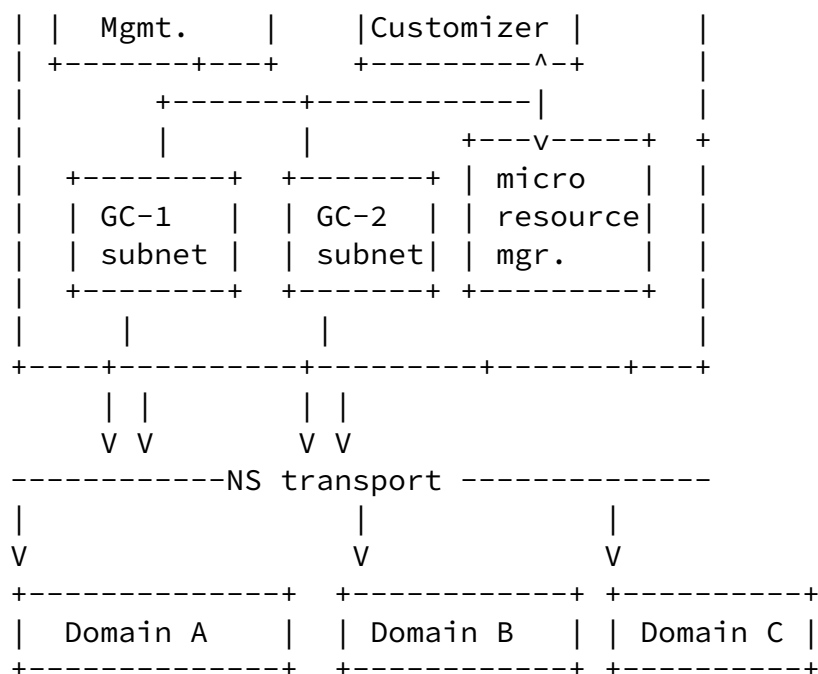 | |  |   Mgmt.      |     |Customizer |       |
|  +-------+---+    +---------^-+      |
|       +-------+------------|         |
|       |       |        +---v-----+   +
|  +--------+  +-------+ | micro   |  |
|  | GC-1   |  | GC-2  | | resource|  |
|  | subnet |  | subnet| | mgr.    |  |
|  +--------+  +-------+ +---------+  |
|     |          |                    |
+----+----------+---------+-------+---+
     | |        | |
     V V        V V
------------NS transport --------------
|                  |             |
V                  V             V
+--------------+  +------------+ +----------+
|  Domain A    |  | Domain B   | | Domain C |
+--------------+  +------------+ +----------+